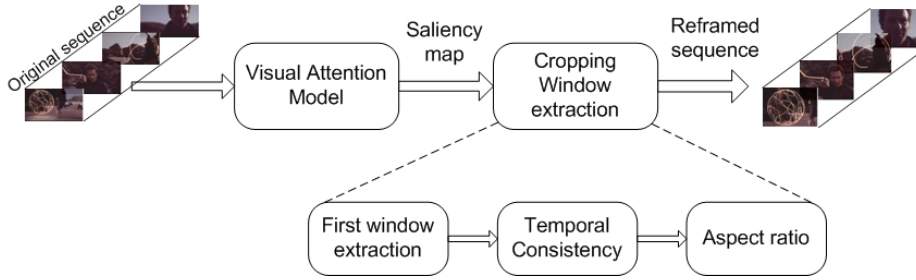 Original sequence
Visual Attention
Model
Saliency
map
Cropping
Window
extraction
Reframed
sequence
First window
extraction
Temporal
Consistency
Aspect ratio